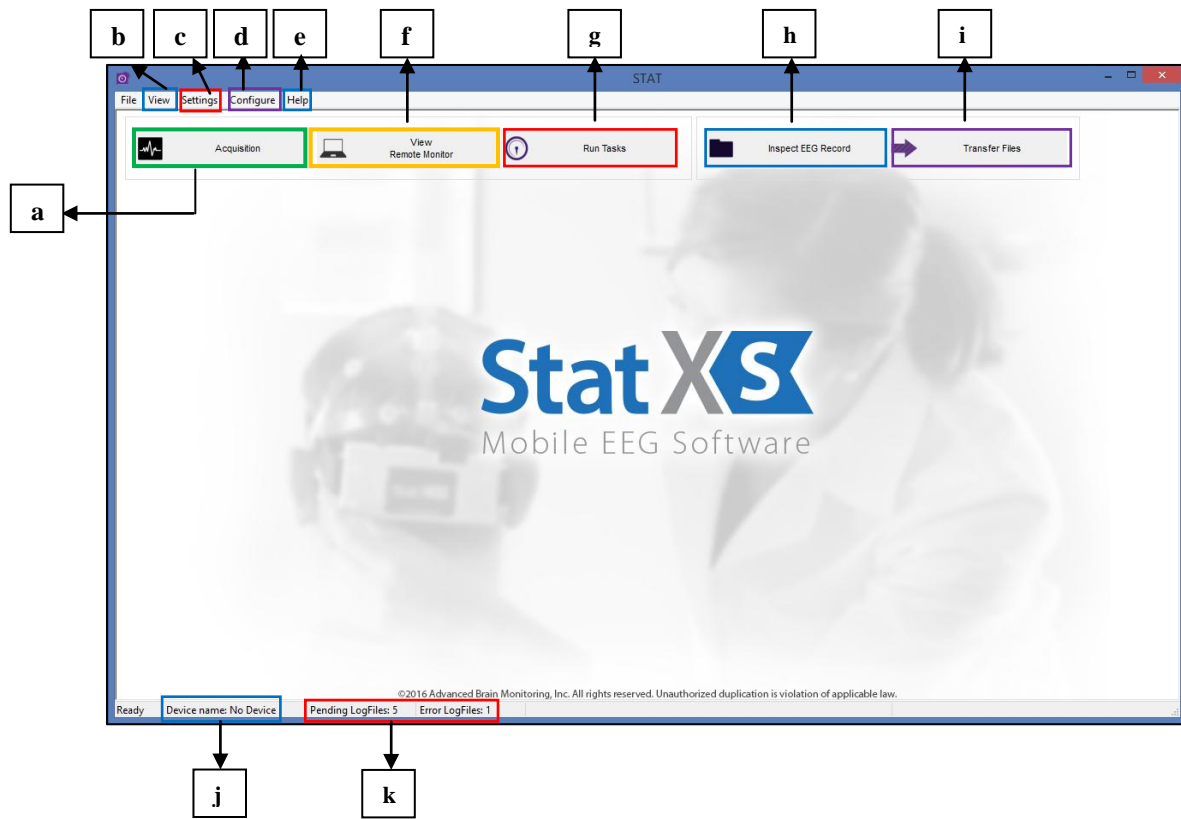 b c d e f g h i
STAT
File View Settings Configure Help
Acquisition
View
Remote Monitor
Run Tasks
Inspect EEG Record
Transfer Files
a
Stat XS
Mobile EEG Software
©2016 Advanced Brain Monitoring, Inc. All rights reserved. Unauthorized duplication is violation of applicable law.
Ready Device name: No Device Pending LogFiles: 5 Error LogFiles: 1
j k